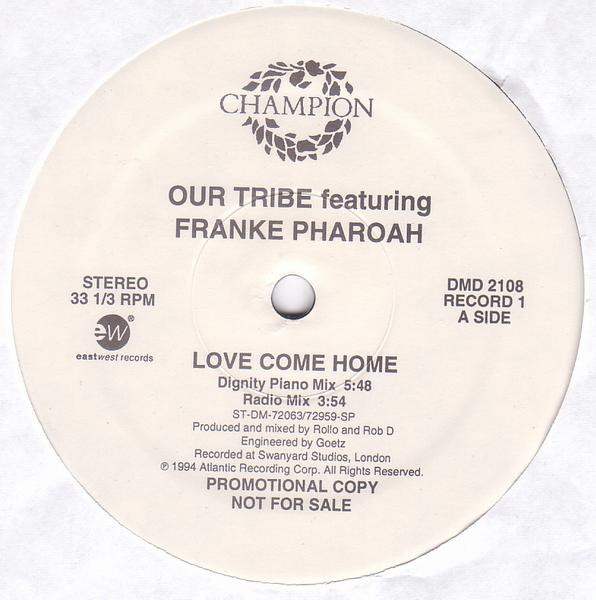 CHAMPION
OUR TRIBE featuring
FRANKE PHAROAH
STEREO
33 1/3 RPM
ew®
eastwest records
DMD 2108
RECORD 1
A SIDE
LOVE COME HOME
Dignity Piano Mix 5:48
Radio Mix 3:54
ST-DM-72063/72959-SP
Produced and mixed by Rollo and Rob D
Engineered by Goetz
Recorded at Swanyard Studios, London
℗ 1994 Atlantic Recording Corp. All Rights Reserved.
PROMOTIONAL COPY
NOT FOR SALE